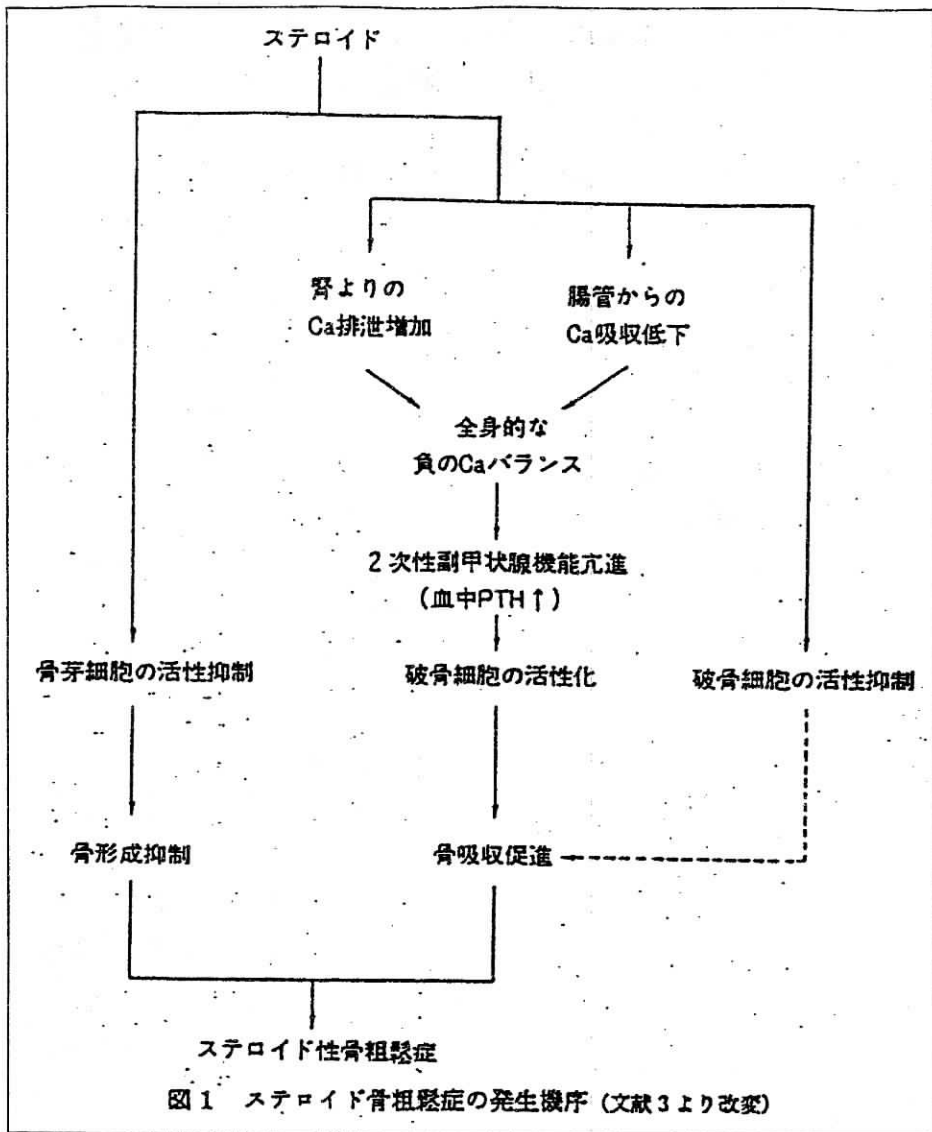 ステロイド
腎よりの
Ca排泄増加
腸管からの
Ca吸収低下
全身的な
負のCaバランス
2次性副甲状腺機能亢進
(血中PTH↑)
骨芽細胞の活性抑制
破骨細胞の活性化
破骨細胞の活性抑制
骨形成抑制
骨吸収促進
ステロイド性骨粗鬆症
図1 ステロイド骨粗鬆症の発生機序 (文献3より改変)